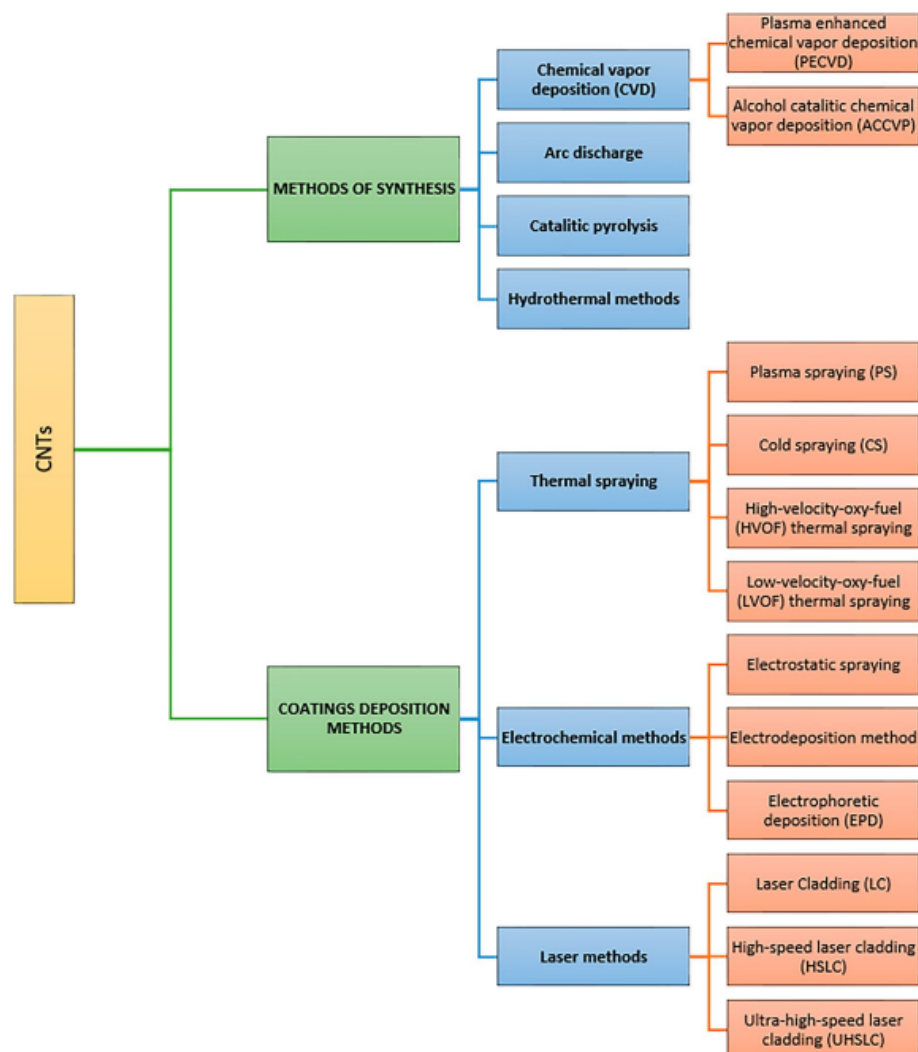 CNTs
METHODS OF SYNTHESIS
Chemical vapor
deposition (CVD)
Plasma enhanced
chemical vapor deposition
(PECVD)
Alcohol catalitic chemical
vapor deposition (ACCVP)
Arc discharge
Catalitic pyrolysis
Hydrothermal methods
COATINGS DEPOSITION
METHODS
Thermal spraying
Plasma spraying (PS)
Cold spraying (CS)
High-velocity-oxy-fuel
(HVOF) thermal spraying
Low-velocity-oxy-fuel
(LVOF) thermal spraying
Electrochemical methods
Electrostatic spraying
Electrodeposition method
Electrophoretic
deposition (EPD)
Laser methods
Laser Cladding (LC)
High-speed laser cladding
(HSLC)
Ultra-high-speed laser
cladding (UHSLC)